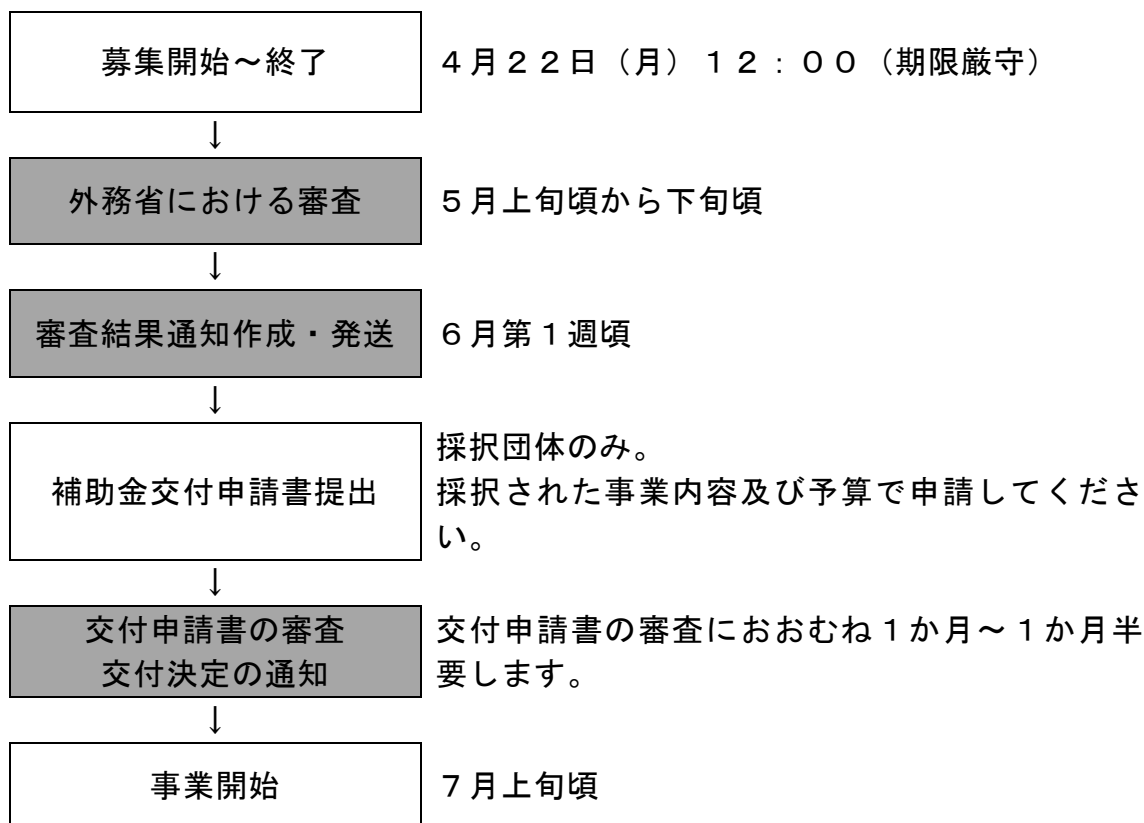 募集開始～終了
４月２２日（月）１２：００（期限厳守）
↓
外務省における審査
５月上旬頃から下旬頃
↓
審査結果通知作成・発送
６月第１週頃
↓
補助金交付申請書提出
採択団体のみ。
採択された事業内容及び予算で申請してくださ
い。
↓
交付申請書の審査
交付決定の通知
交付申請書の審査におおむね１か月～１か月半
要します。
↓
事業開始
７月上旬頃